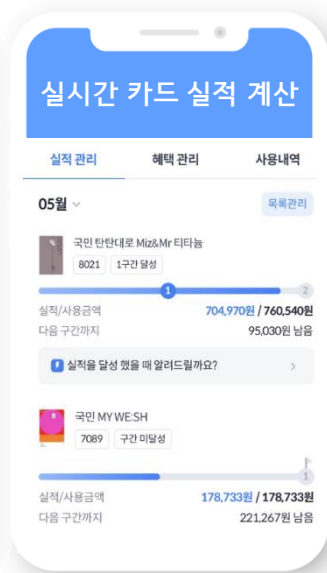 실시간 카드 실적 계산
실적 관리 혜택 관리 사용내역
05월 목록관리
국민 탄탄대로 Miz&Mr 티타늄
8021 1구간 달성
1 2
실적/사용금액 704,970원 / 760,540원
다음 구간까지 95,030원 남음
실적을 달성 했을 때 알려드릴까요?
국민 MY WE:SH
7089 구간 미달성
1
실적/사용금액 178,733원 / 178,733원
다음 구간까지 221,267원 남음